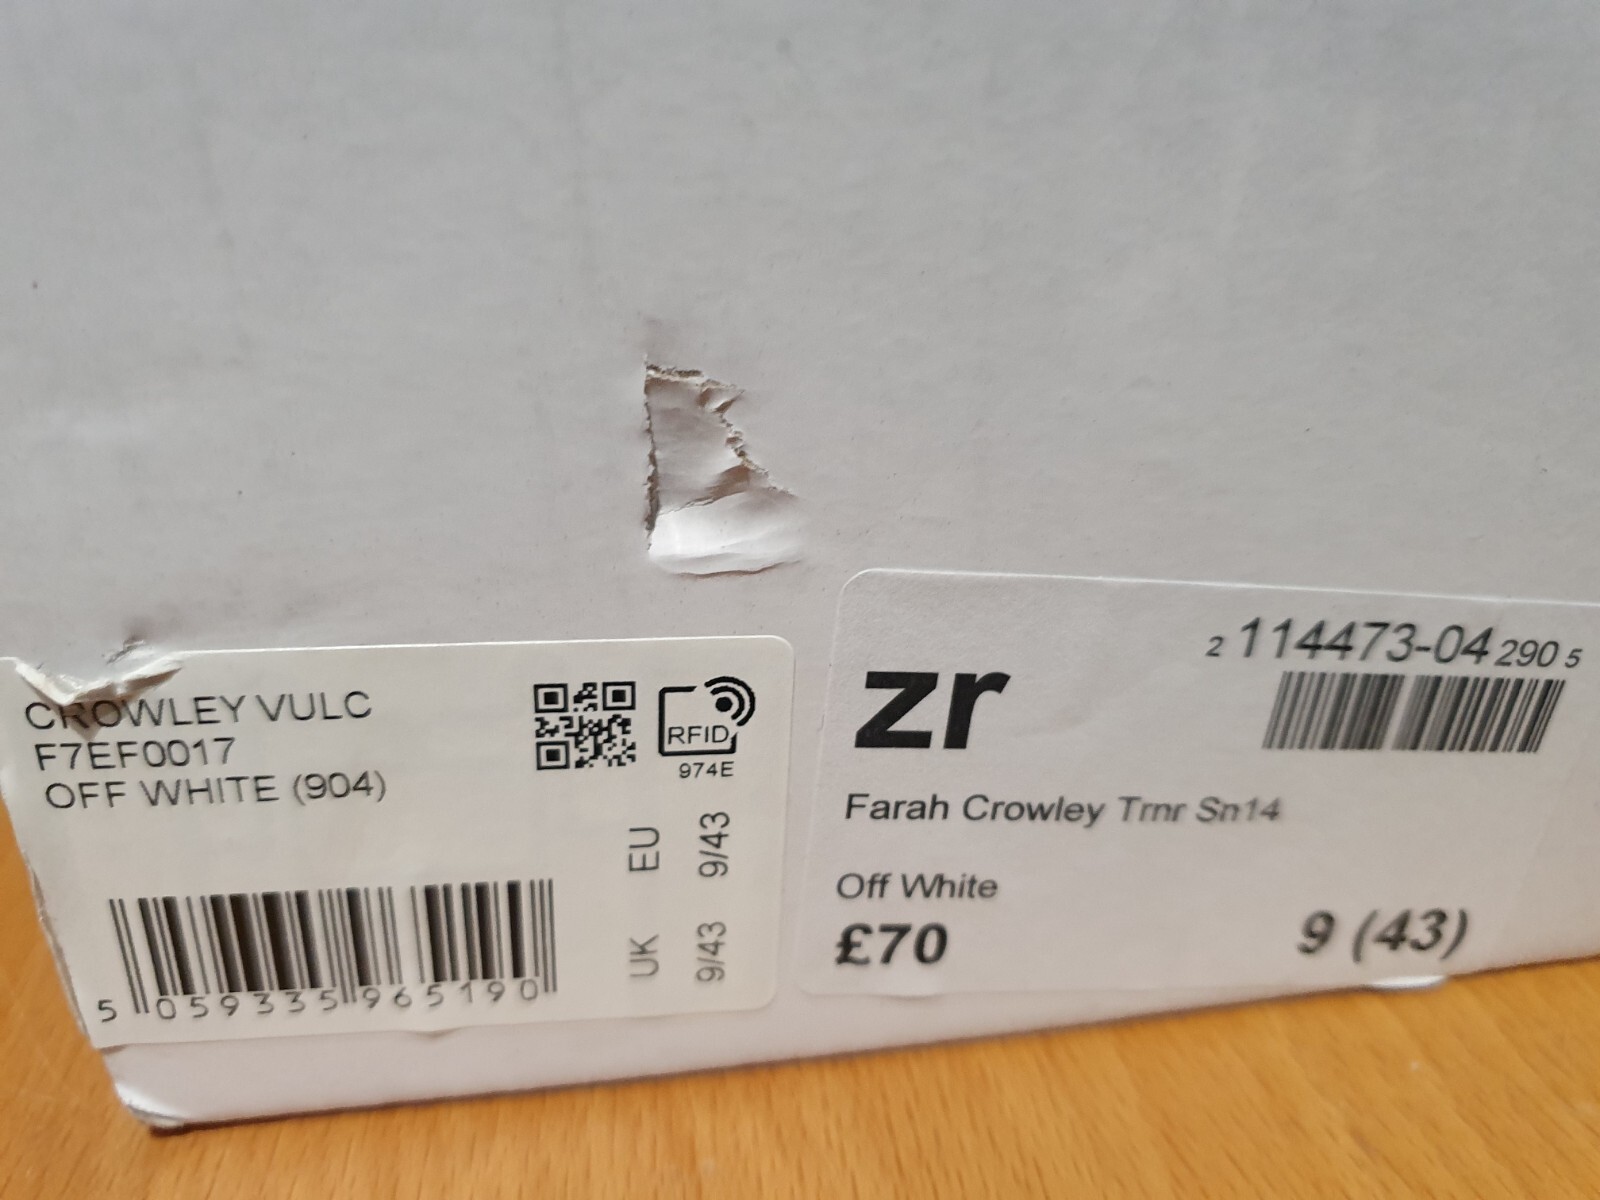 CROWLEY VULC
F7EF0017
OFF WHITE (904)
RFID
974E
UK EU
9/43 9/43
5 059335 965190
zr
2 114473-04 290 5
Farah Crowley Trnr Sn14
Off White
£70
9 (43)